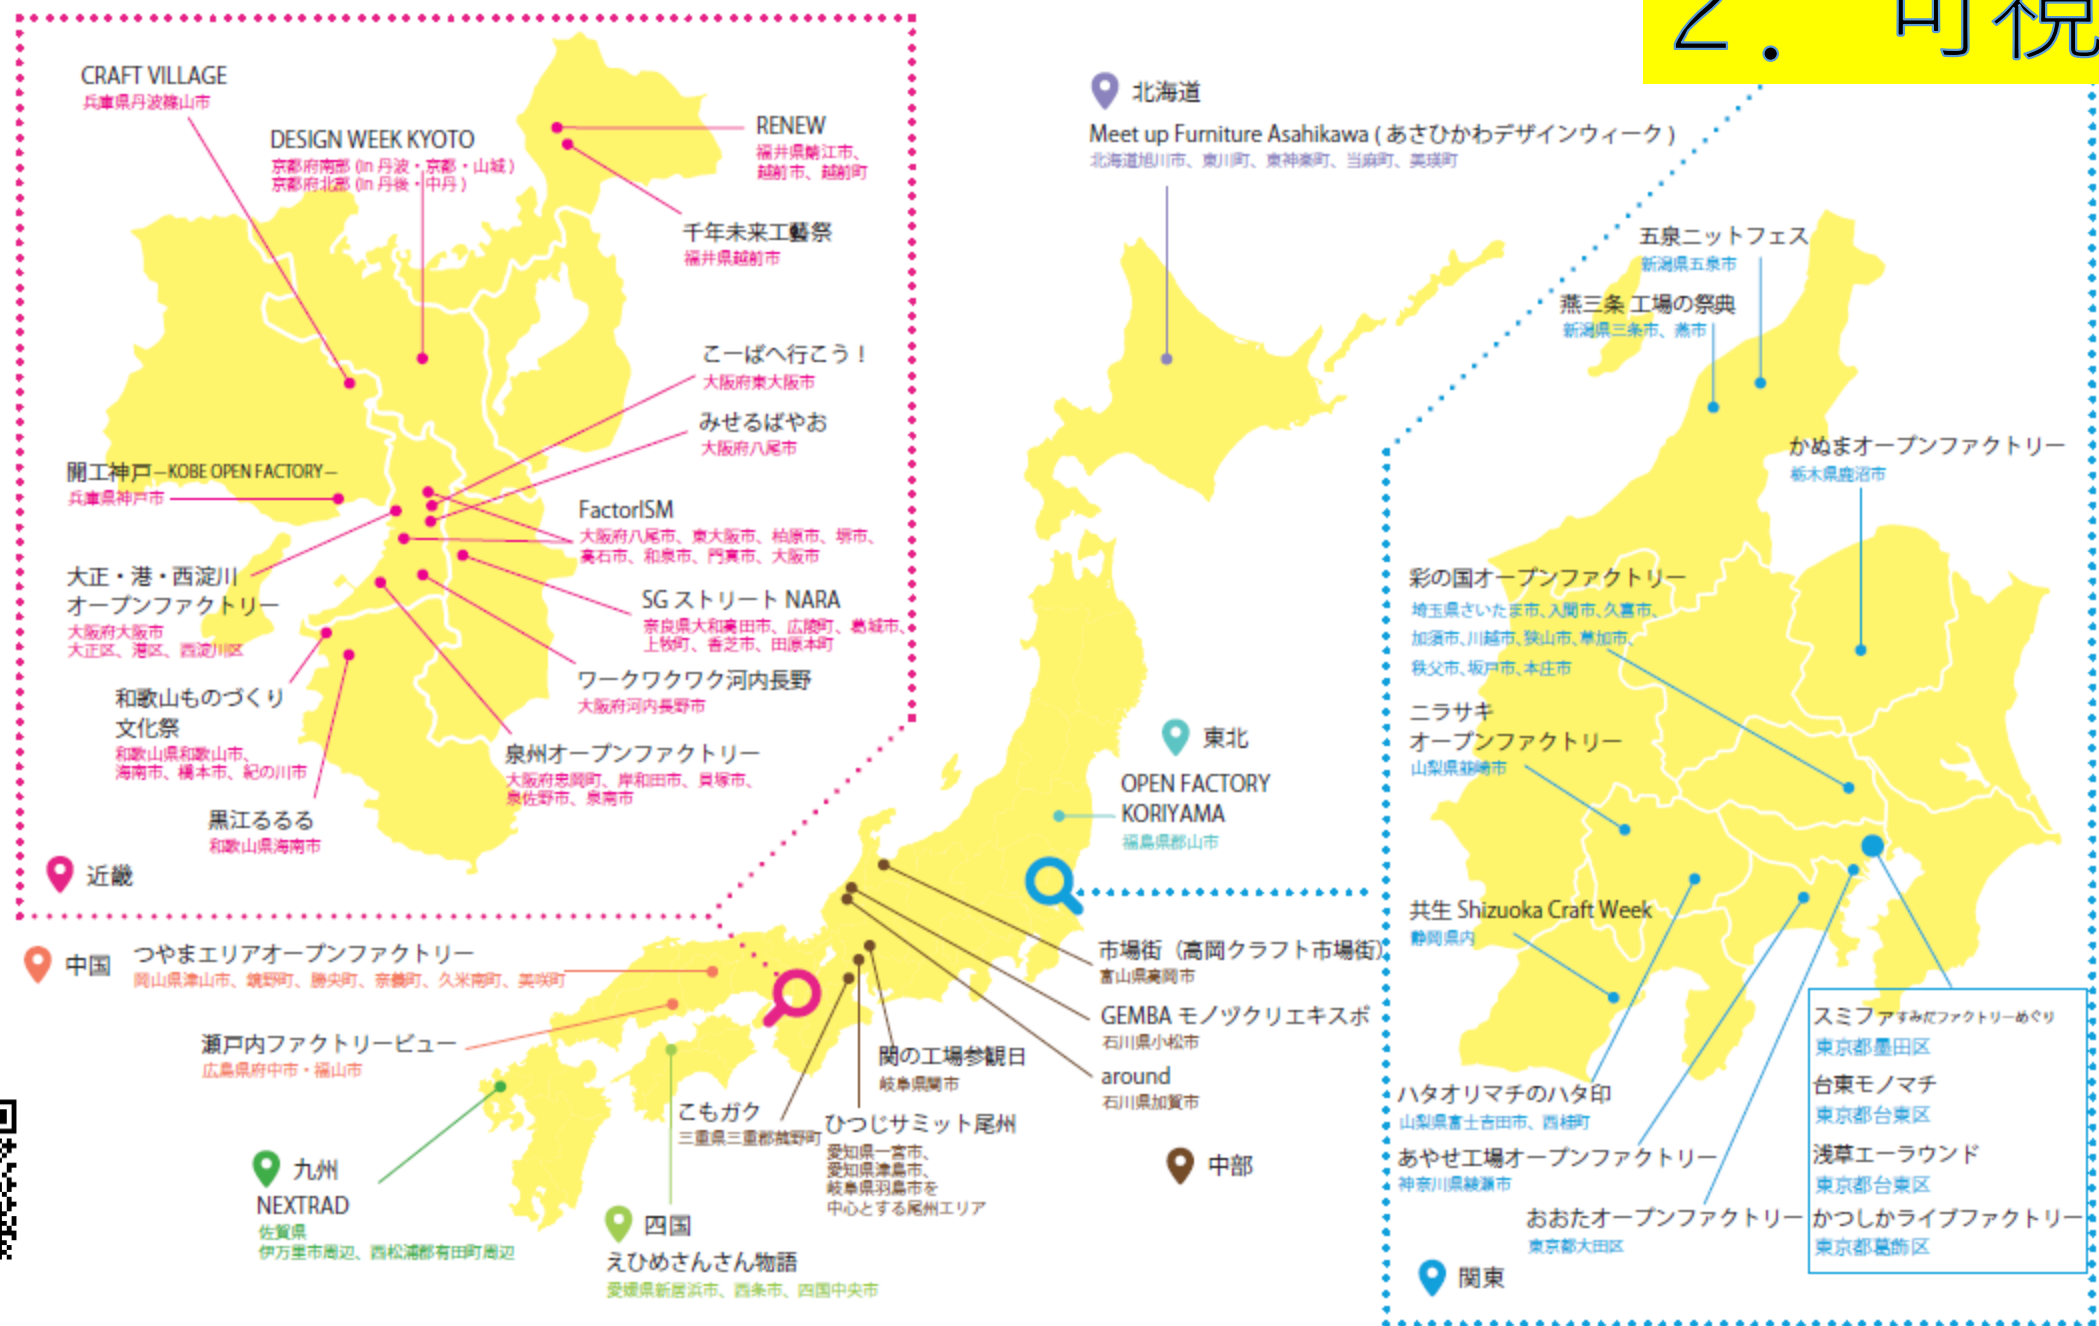 2. 可視
CRAFT VILLAGE
兵庫県丹波篠山市
DESIGN WEEK KYOTO
京都府南部 (in 丹波・京都・山城)
京都府北部 (in 丹後・中丹)
RENEW
福井県鯖江市、
越前市、越前町
千年未来工藝祭
福井県越前市
こーばへ行こう！
大阪府東大阪市
みせるばやお
大阪府八尾市
開工神戸－KOBE OPEN FACTORY－
兵庫県神戸市
FactorISM
大阪府八尾市、東大阪市、柏原市、堺市、
高石市、和泉市、門真市、大阪市
大正・港・西淀川
オープンファクトリー
大阪府大阪市
大正区、港区、西淀川区
SG ストリート NARA
奈良県大和高田市、広陵町、葛城市、
上牧町、香芝市、田原本町
ワークワクワク河内長野
大阪府河内長野市
和歌山ものづくり
文化祭
和歌山県和歌山市、
海南市、橋本市、紀の川市
泉州オープンファクトリー
大阪府忠岡町、岸和田市、貝塚市、
泉佐野市、泉南市
黒江るるる
和歌山県海南市
近畿
北海道
Meet up Furniture Asahikawa ( あさひかわデザインウィーク )
北海道旭川市、東川町、東神楽町、当麻町、美瑛町
東北
OPEN FACTORY
KORIYAMA
福島県郡山市
中国
つやまエリアオープンファクトリー
岡山県津山市、鏡野町、勝央町、奈義町、久米南町、美咲町
瀬戸内ファクトリービュー
広島県府中市・福山市
九州
NEXTRAD
佐賀県
伊万里市周辺、西松浦郡有田町周辺
四国
えひめさんさん物語
愛媛県新居浜市、西条市、四国中央市
市場街（高岡クラフト市場街）
富山県高岡市
GEMBA モノヅクリエキスポ
石川県小松市
around
石川県加賀市
関の工場参観日
岐阜県関市
こもガク
三重県三重郡菰野町
ひつじサミット尾州
愛知県一宮市、
愛知県津島市、
岐阜県羽島市を
中心とする尾州エリア
中部
五泉ニットフェス
新潟県五泉市
燕三条 工場の祭典
新潟県三条市、燕市
かぬまオープンファクトリー
栃木県鹿沼市
彩の国オープンファクトリー
埼玉県さいたま市、入間市、久喜市、
加須市、川越市、狭山市、草加市、
秩父市、坂戸市、本庄市
ニラサキ
オープンファクトリー
山梨県韮崎市
共生 Shizuoka Craft Week
静岡県内
ハタオリマチのハタ印
山梨県富士吉田市、西桂町
あやせ工場オープンファクトリー
神奈川県綾瀬市
おおたオープンファクトリー
東京都大田区
スミファすみだファクトリーめぐり
東京都墨田区
台東モノマチ
東京都台東区
浅草エーラウンド
東京都台東区
かつしかライブファクトリー
東京都葛飾区
関東